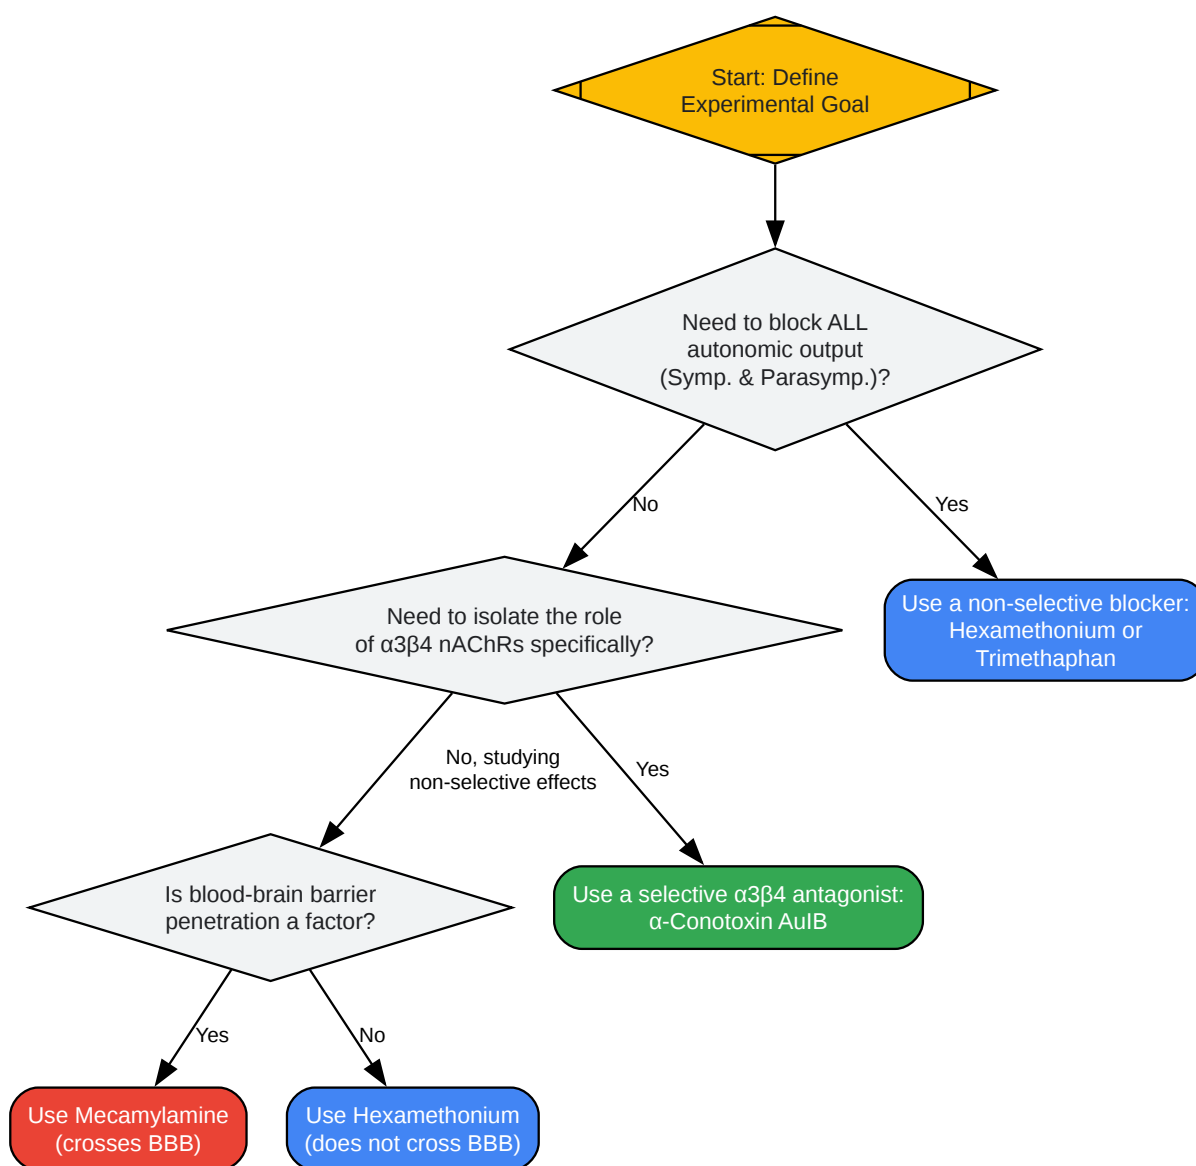 Start: Define
Experimental Goal
Need to block ALL
autonomic output
(Symp. & Parasymp.)?
No
Yes
Need to isolate the role
of α3β4 nAChRs specifically?
Use a non-selective blocker:
Hexamethonium or
Trimethaphan
No, studying
non-selective effects
Yes
Is blood-brain barrier
penetration a factor?
Use a selective α3β4 antagonist:
α-Conotoxin AuIB
Yes
No
Use Mecamylamine
(crosses BBB)
Use Hexamethonium
(does not cross BBB)